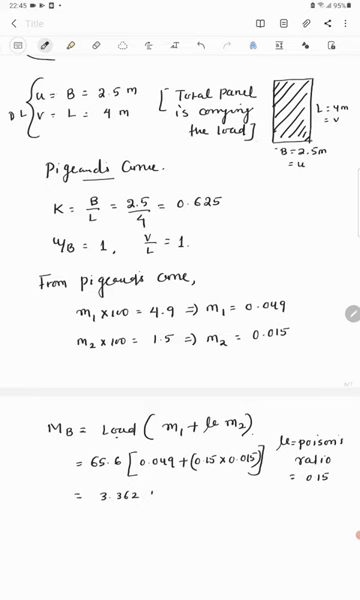 22:45
95%
Title
DL { u = B = 2.5 m
v = L = 4 m
[Total panel
is carrying
the load]
L = 4m
= v
B = 2.5m
= u
Pigeauds Curve.
K = B/L = 2.5/4 = 0.625
u/B = 1, v/L = 1.
From pigeauds curve,
m₁ × 100 = 4.9 ⇒ m₁ = 0.049
m₂ × 100 = 1.5 ⇒ m₂ = 0.015
M_B = Load (m₁ + μ m₂)
= 65.6 [0.049 + (0.15 × 0.015)]
= 3.362
μ = poison's
ratio
= 0.15